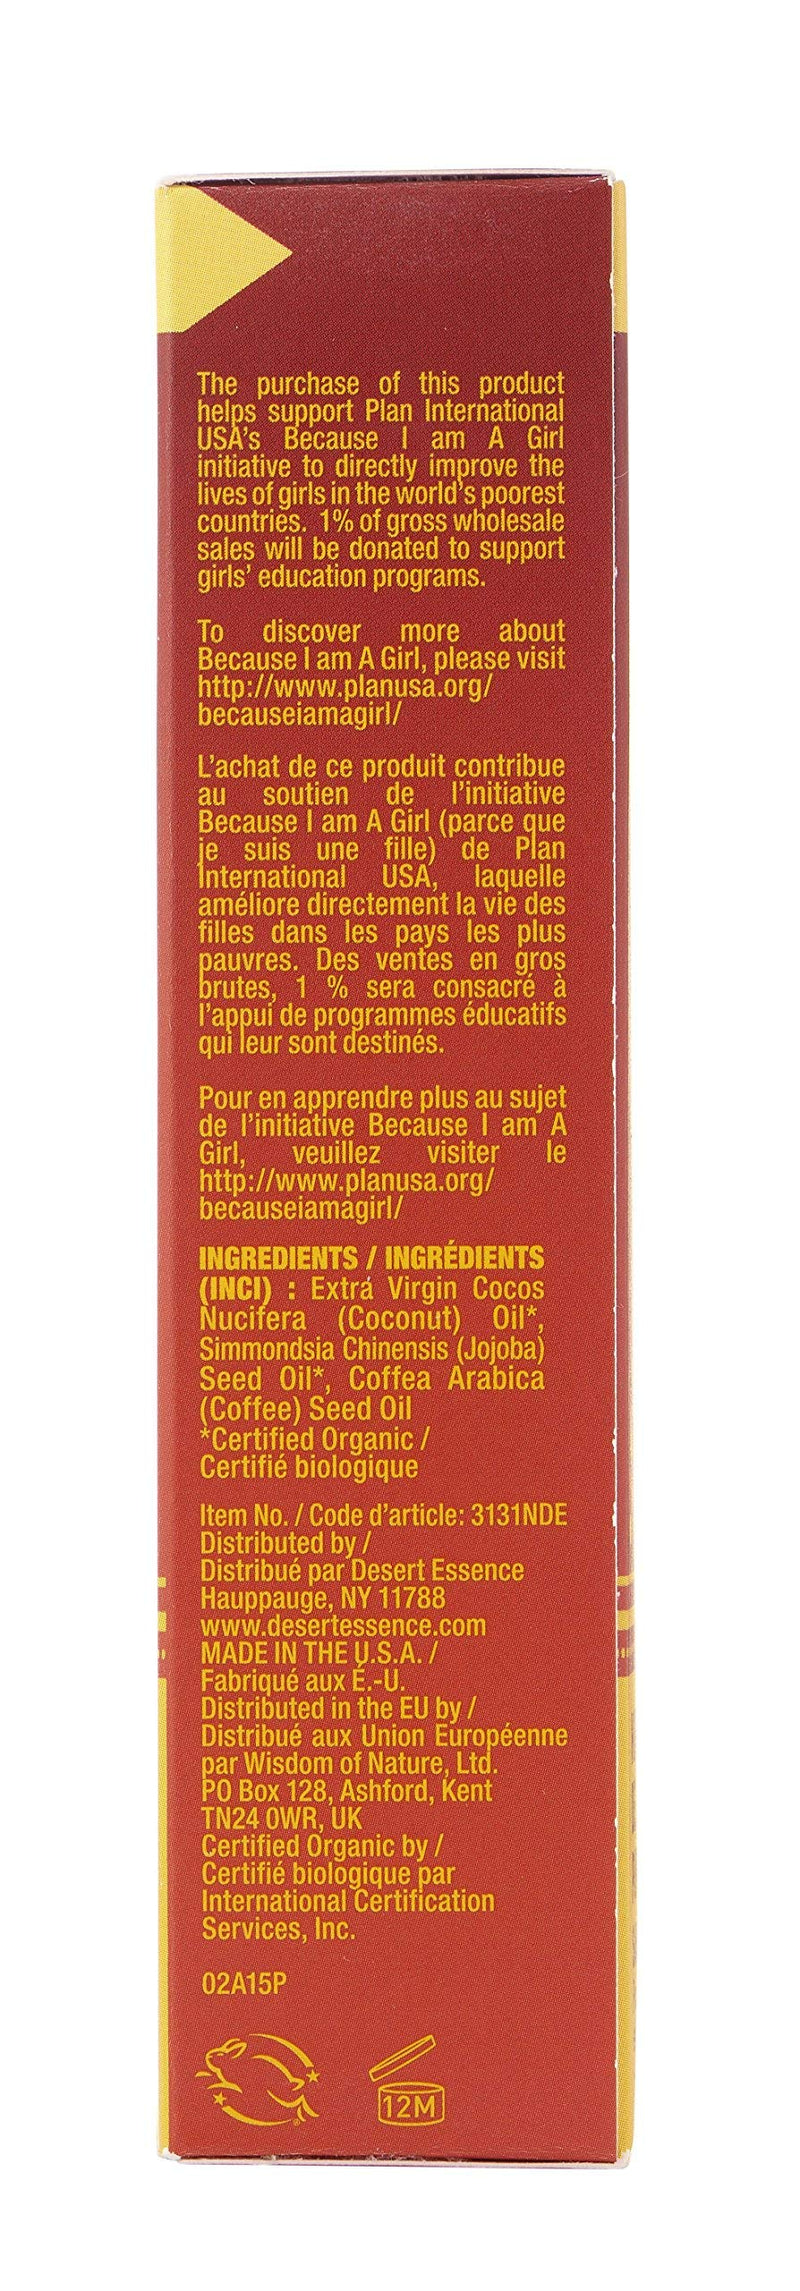 The purchase of this product
helps support Plan International
USA's Because I am A Girl
initiative to directly improve the
lives of girls in the world's poorest
countries. 1% of gross wholesale
sales will be donated to support
girls' education programs.
To discover more about
Because I am A Girl, please visit
http://www.planusa.org/
becauseiamagirl/
L'achat de ce produit contribue
au soutien de l'initiative
Because I am A Girl (parce que
je suis une fille) de Plan
International USA, laquelle
améliore directement la vie des
filles dans les pays les plus
pauvres. Des ventes en gros
brutes, 1 % sera consacré à
l'appui de programmes éducatifs
qui leur sont destinés.
Pour en apprendre plus au sujet
de l'initiative Because I am A
Girl, veuillez visiter le
http://www.planusa.org/
becauseiamagirl/
INGREDIENTS / INGRÉDIENTS
(INCI) : Extra Virgin Cocos
Nucifera (Coconut) Oil*,
Simmondsia Chinensis (Jojoba)
Seed Oil*, Coffea Arabica
(Coffee) Seed Oil
*Certified Organic /
Certifié biologique
Item No. / Code d'article: 3131NDE
Distributed by /
Distribué par Desert Essence
Hauppauge, NY 11788
www.desertessence.com
MADE IN THE U.S.A. /
Fabriqué aux É.-U.
Distributed in the EU by /
Distribué aux Union Européenne
par Wisdom of Nature, Ltd.
PO Box 128, Ashford, Kent
TN24 0WR, UK
Certified Organic by /
Certifié biologique par
International Certification
Services, Inc.
02A15P
12M